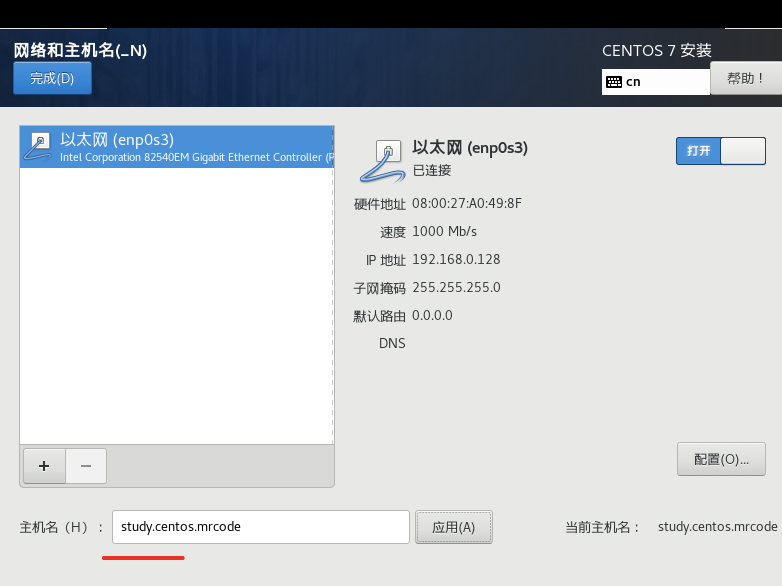 网络和主机名(_N)
CENTOS 7 安装
完成(D)
cn
帮助！
以太网 (enp0s3)
Intel Corporation 82540EM Gigabit Ethernet Controller (P
以太网 (enp0s3)
已连接
打开
硬件地址 08:00:27:A0:49:8F
速度 1000 Mb/s
IP 地址 192.168.0.128
子网掩码 255.255.255.0
默认路由 0.0.0.0
DNS
+ −
配置(O)...
主机名（H）： study.centos.mrcode 应用(A) 当前主机名： study.centos.mrcode